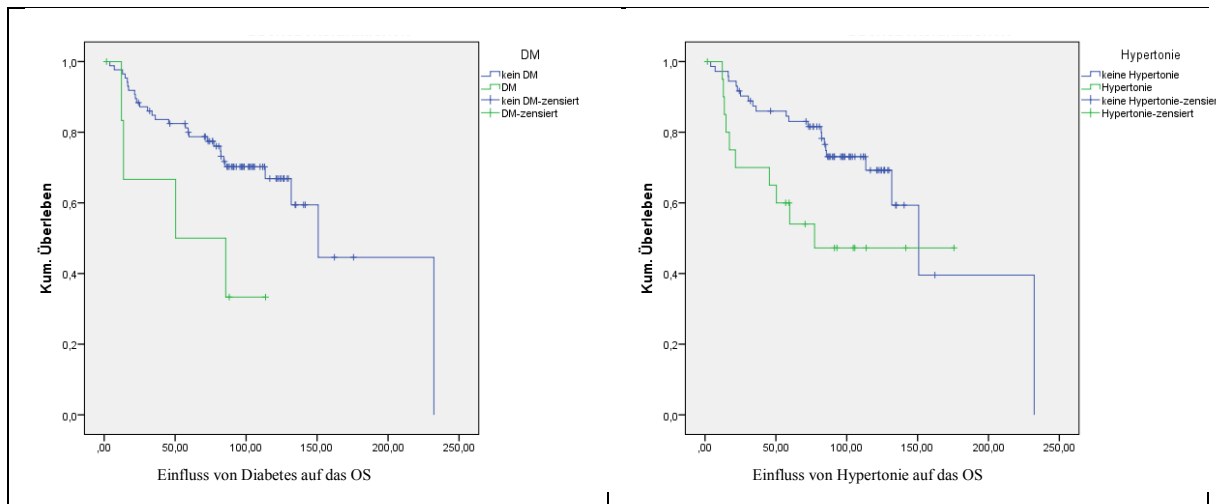 DM
kein DM
DM
kein DM-zensiert
DM-zensiert
Kum. Überleben
1,0
0,8
0,6
0,4
0,2
0,0
,00 50,00 100,00 150,00 200,00 250,00
Einfluss von Diabetes auf das OS
Hypertonie
keine Hypertonie
Hypertonie
keine Hypertonie-zensier
Hypertonie-zensiert
Kum. Überleben
1,0
0,8
0,6
0,4
0,2
0,0
,00 50,00 100,00 150,00 200,00 250,00
Einfluss von Hypertonie auf das OS